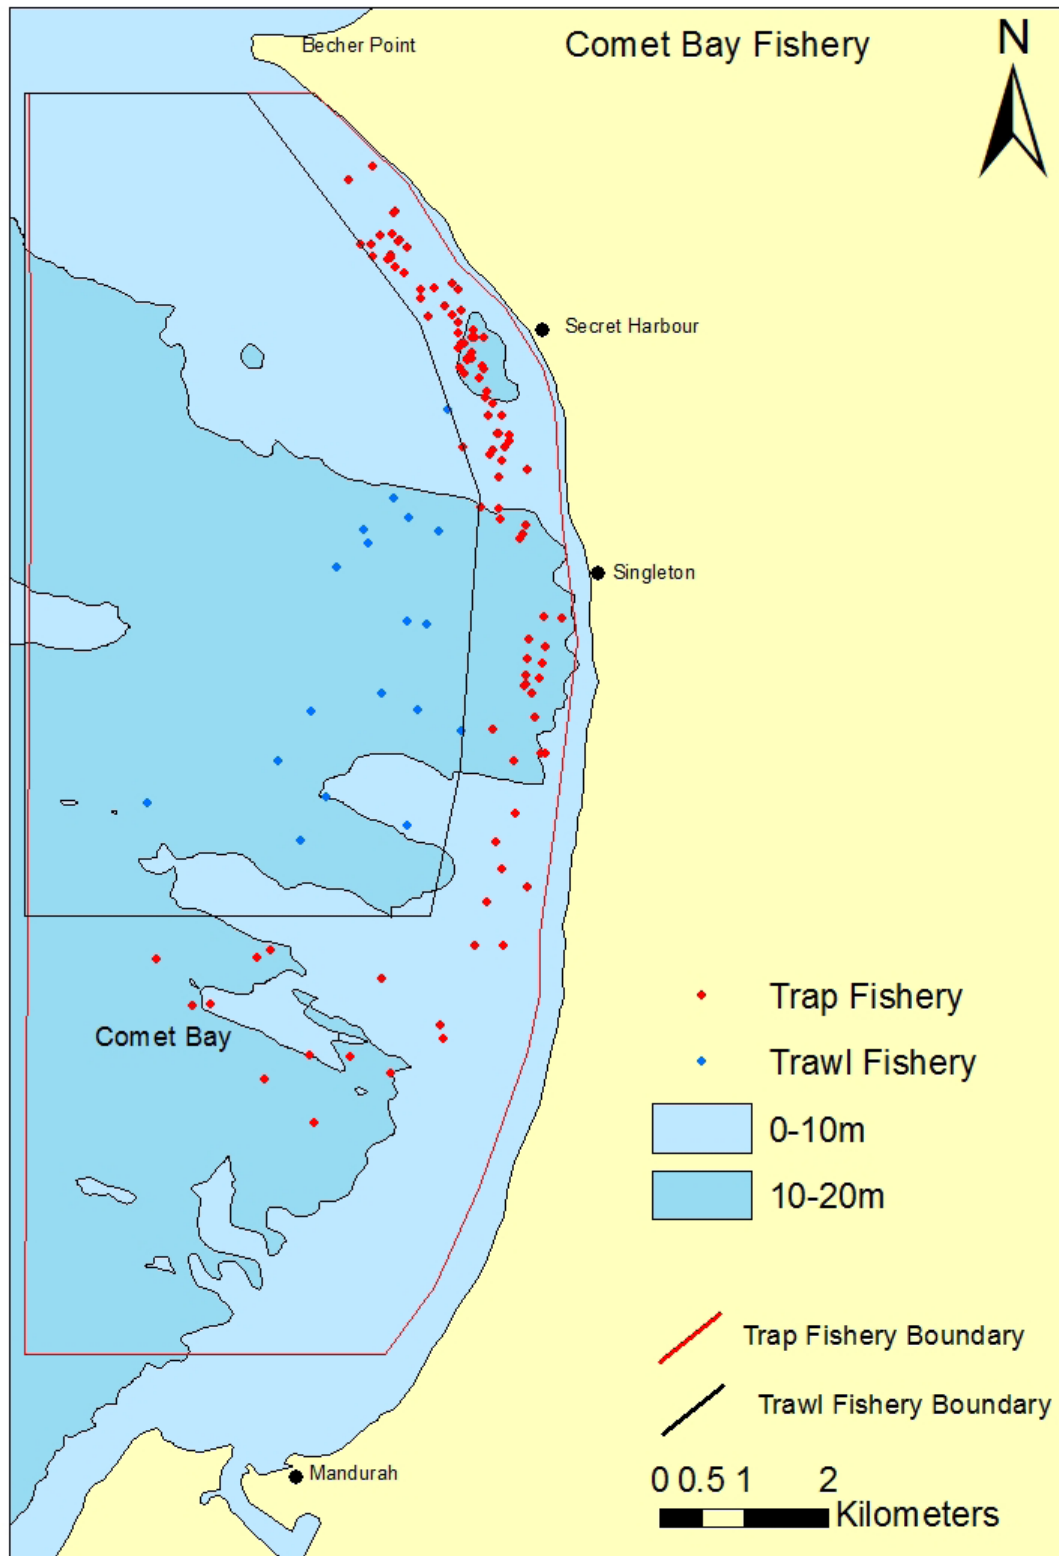 Becher Point
Comet Bay Fishery
N
Secret Harbour
Singleton
Trap Fishery
Comet Bay
Trawl Fishery
0-10m
10-20m
Trap Fishery Boundary
Trawl Fishery Boundary
Mandurah
0 0.5 1 2
Kilometers